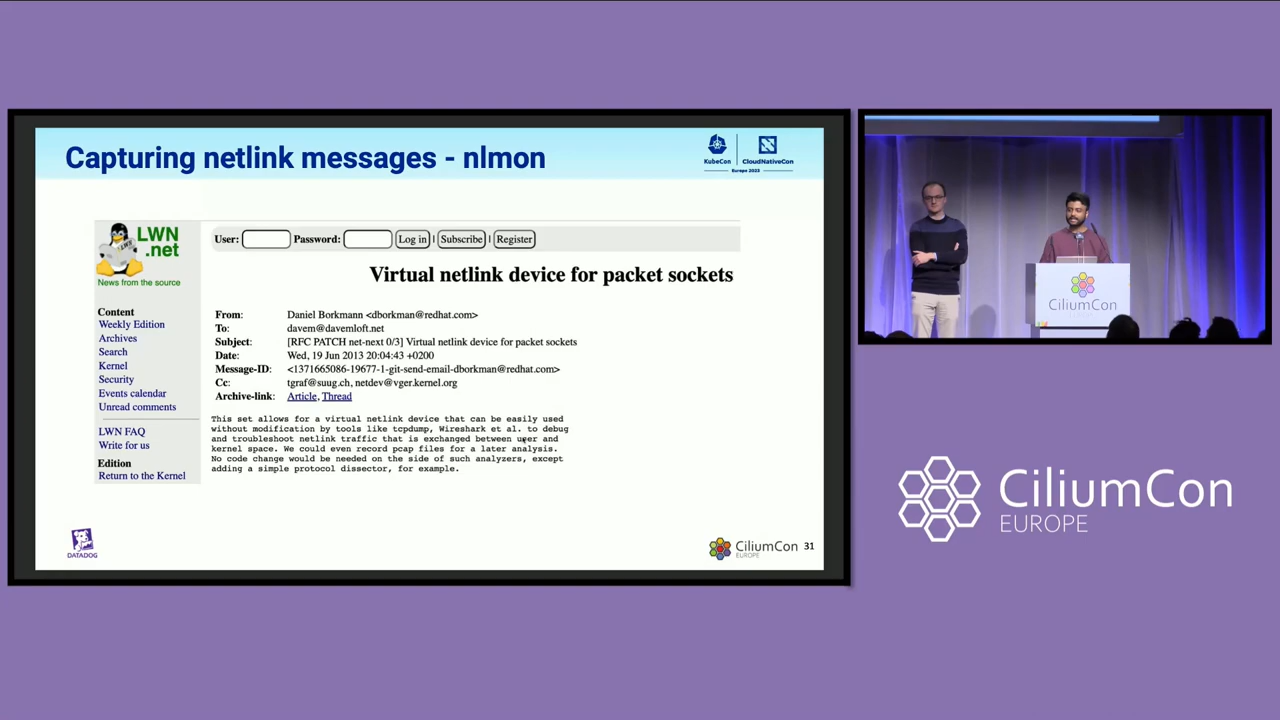 Capturing netlink messages - nlmon
KubeCon
CloudNativeCon
Europe 2023
LWN
.net
News from the source
Content
Weekly Edition
Archives
Search
Kernel
Security
Events calendar
Unread comments
LWN FAQ
Write for us
Edition
Return to the Kernel
User: Password: Log in | Subscribe | Register
Virtual netlink device for packet sockets
From: Daniel Borkmann <dborkman@redhat.com>
To: davem@davemloft.net
Subject: [RFC PATCH net-next 0/3] Virtual netlink device for packet sockets
Date: Wed, 19 Jun 2013 20:04:43 +0200
Message-ID: <1371665086-19677-1-git-send-email-dborkman@redhat.com>
Cc: tgraf@suug.ch, netdev@vger.kernel.org
Archive-link: Article, Thread
This set allows for a virtual netlink device that can be easily used
without modification by tools like tcpdump, Wireshark et al. to debug
and troubleshoot netlink traffic that is exchanged between user and
kernel space. We could even record pcap files for a later analysis.
No code change would be needed on the side of such analyzers, except
adding a simple protocol dissector, for example.
DATADOG
CiliumCon
EUROPE
31
CiliumCon
CiliumCon
EUROPE